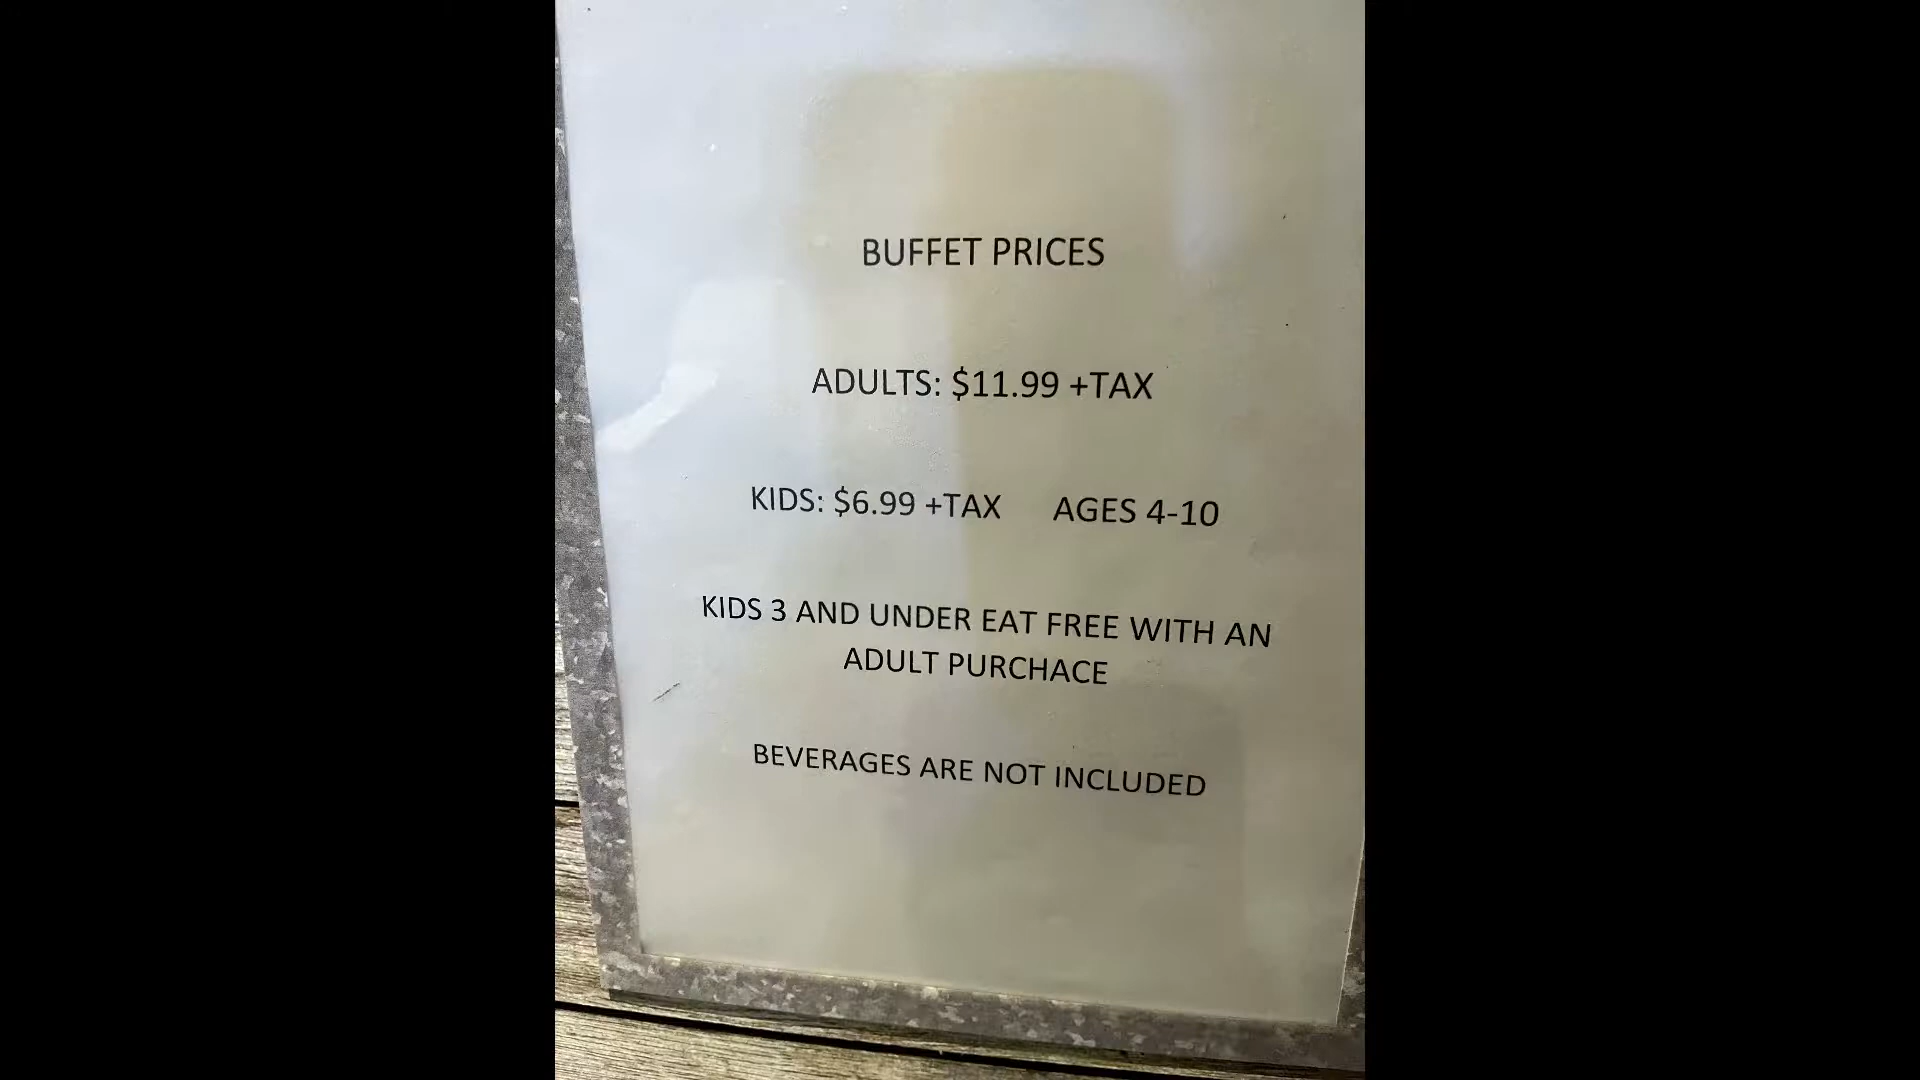 BUFFET PRICES
ADULTS: $11.99 +TAX
KIDS: $6.99 +TAX AGES 4-10
KIDS 3 AND UNDER EAT FREE WITH AN
ADULT PURCHACE
BEVERAGES ARE NOT INCLUDED